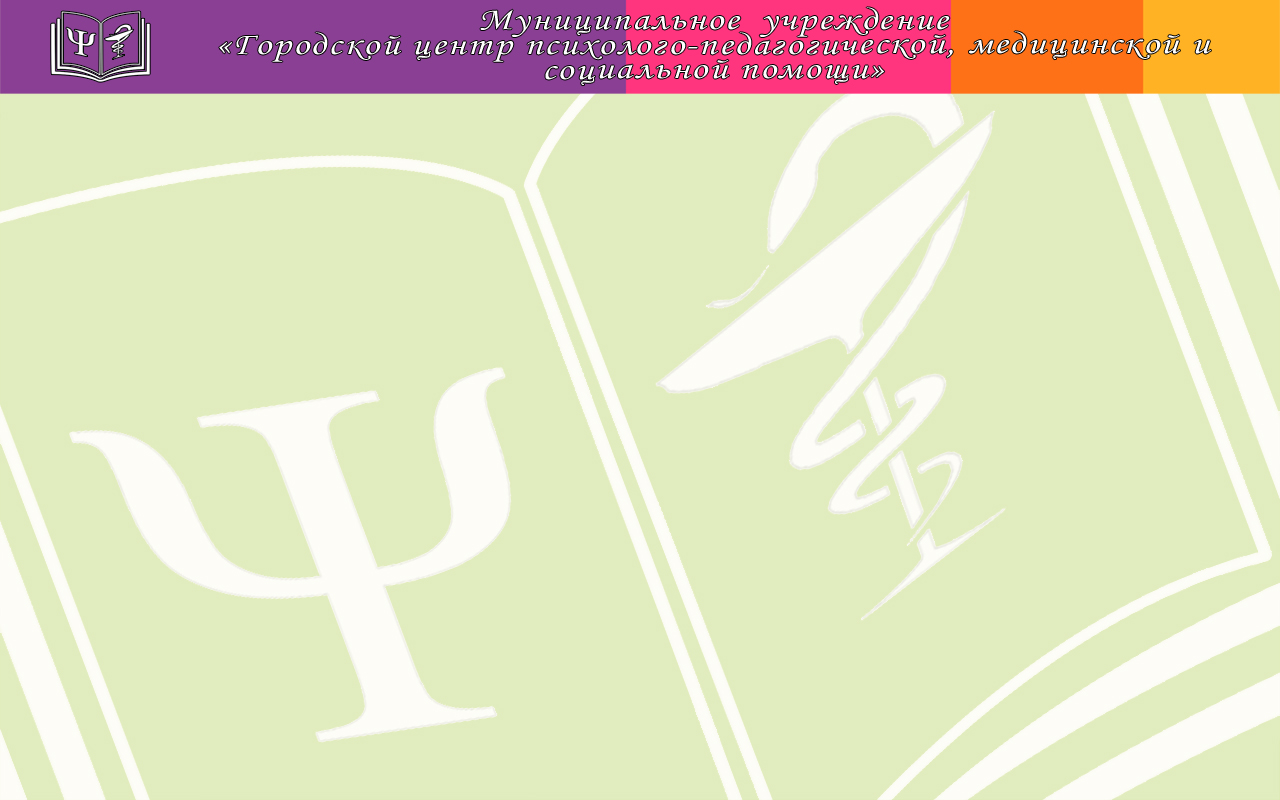 Муниципальное учреждение
«Городской центр психолого-педагогической, медицинской и
социальной помощи»
Ψ
Ψ